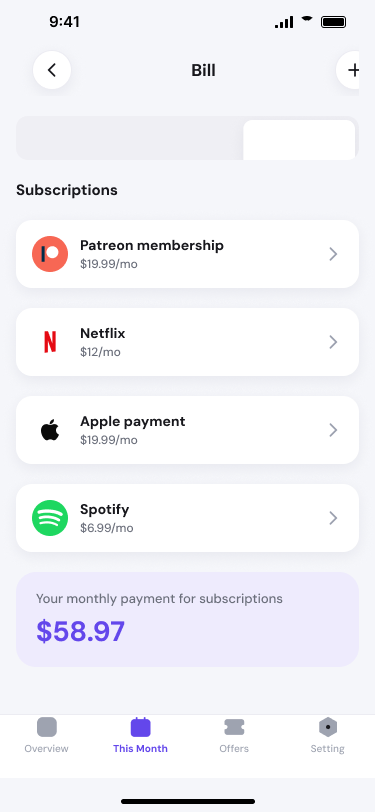 9:41
Bill
Subscriptions
Patreon membership
$19.99/mo
Netflix
$12/mo
Apple payment
$19.99/mo
Spotify
$6.99/mo
Your monthly payment for subscriptions
$58.97
Overview
This Month
Offers
Setting